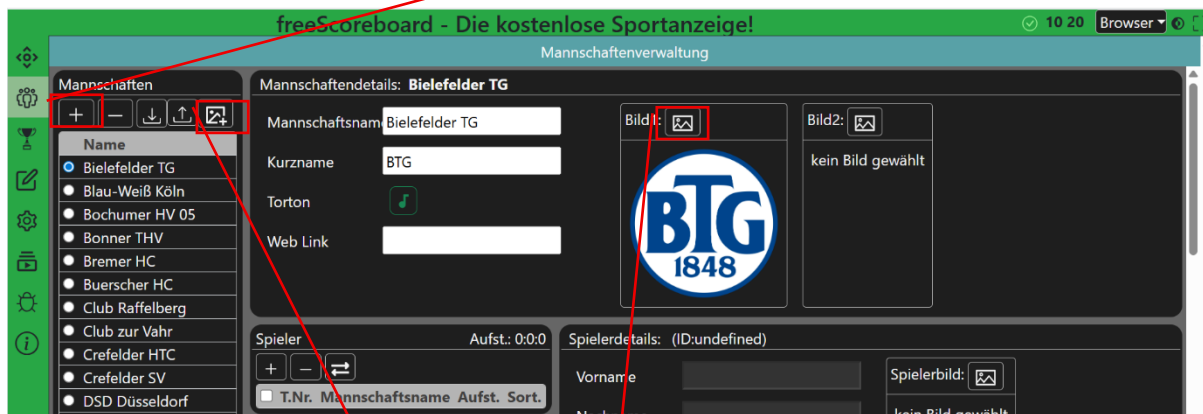 freeScoreboard - Die kostenlose Sportanzeige!
10 20 Browser
Mannschaftenverwaltung
Mannschaften
Name
Bielefelder TG
Blau-Weiß Köln
Bochumer HV 05
Bonner THV
Bremer HC
Buerscher HC
Club Raffelberg
Club zur Vahr
Crefelder HTC
Crefelder SV
DSD Düsseldorf
Mannschaftendetails: Bielefelder TG
Mannschaftsnam Bielefelder TG
Kurzname BTG
Torton
Web Link
Bild1:
BTG
1848
Bild2:
kein Bild gewählt
Spieler Aufst.: 0:0:0
T.Nr. Mannschaftsname Aufst. Sort.
Spielerdetails: (ID:undefined)
Vorname
Spielerbild:
kein Bild gewählt